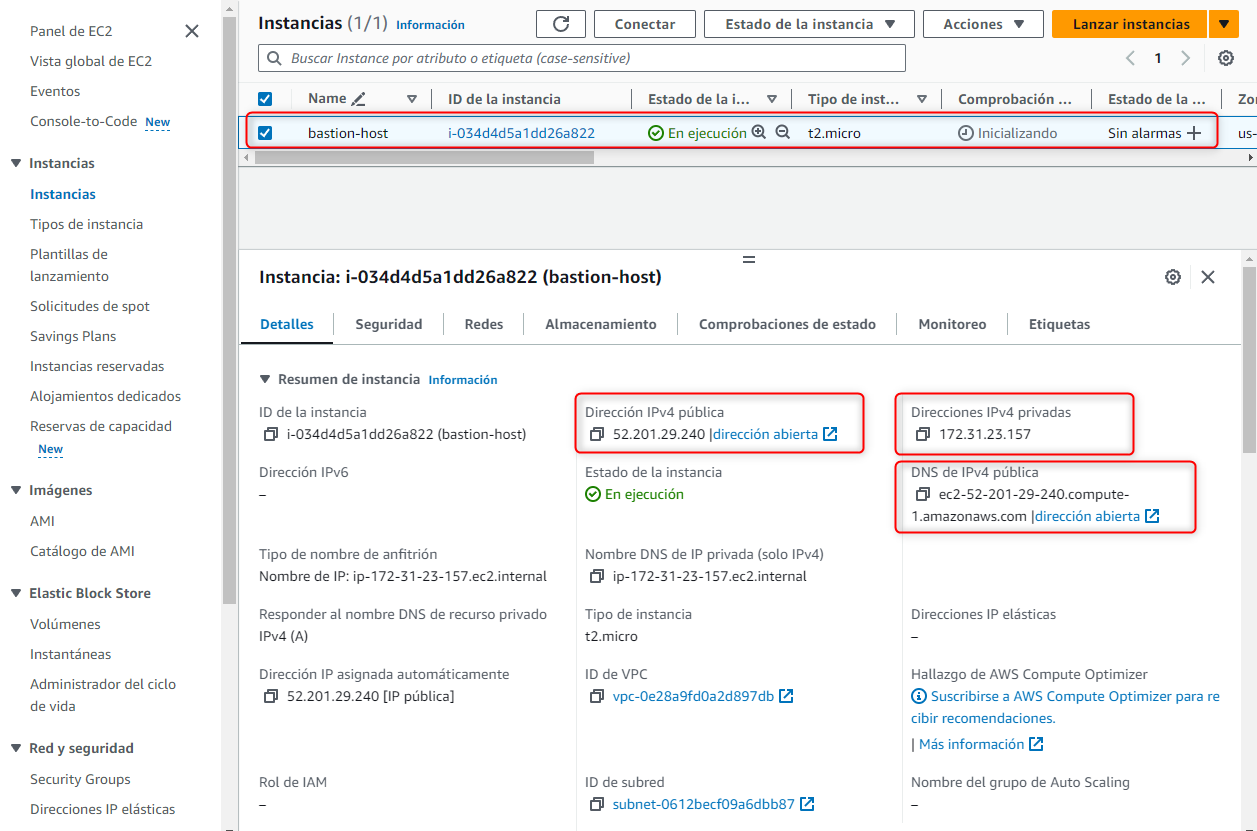 Panel de EC2
Vista global de EC2
Eventos
Console-to-Code New
Instancias
Instancias
Tipos de instancia
Plantillas de
lanzamiento
Solicitudes de spot
Savings Plans
Instancias reservadas
Alojamientos dedicados
Reservas de capacidad
New
Imágenes
AMI
Catálogo de AMI
Elastic Block Store
Volúmenes
Instantáneas
Administrador del ciclo
de vida
Red y seguridad
Security Groups
Direcciones IP elásticas
Instancias (1/1) Información
Conectar
Estado de la instancia
Acciones
Lanzar instancias
Buscar Instance por atributo o etiqueta (case-sensitive)
1
Name ID de la instancia Estado de la i... Tipo de inst... Comprobación ... Estado de la ... Zor
bastion-host i-034d4d5a1dd26a822 En ejecución t2.micro Inicializando Sin alarmas us-
Instancia: i-034d4d5a1dd26a822 (bastion-host)
Detalles Seguridad Redes Almacenamiento Comprobaciones de estado Monitoreo Etiquetas
Resumen de instancia Información
ID de la instancia
i-034d4d5a1dd26a822 (bastion-host)
Dirección IPv4 pública
52.201.29.240 |dirección abierta
Direcciones IPv4 privadas
172.31.23.157
Dirección IPv6
–
Estado de la instancia
En ejecución
DNS de IPv4 pública
ec2-52-201-29-240.compute-
1.amazonaws.com |dirección abierta
Tipo de nombre de anfitrión
Nombre de IP: ip-172-31-23-157.ec2.internal
Nombre DNS de IP privada (solo IPv4)
ip-172-31-23-157.ec2.internal
Responder al nombre DNS de recurso privado
IPv4 (A)
Tipo de instancia
t2.micro
Direcciones IP elásticas
–
Dirección IP asignada automáticamente
52.201.29.240 [IP pública]
ID de VPC
vpc-0e28a9fd0a2d897db
Hallazgo de AWS Compute Optimizer
Suscribirse a AWS Compute Optimizer para re
cibir recomendaciones.
| Más información
Rol de IAM
–
ID de subred
subnet-0612becf09a6dbb87
Nombre del grupo de Auto Scaling
–